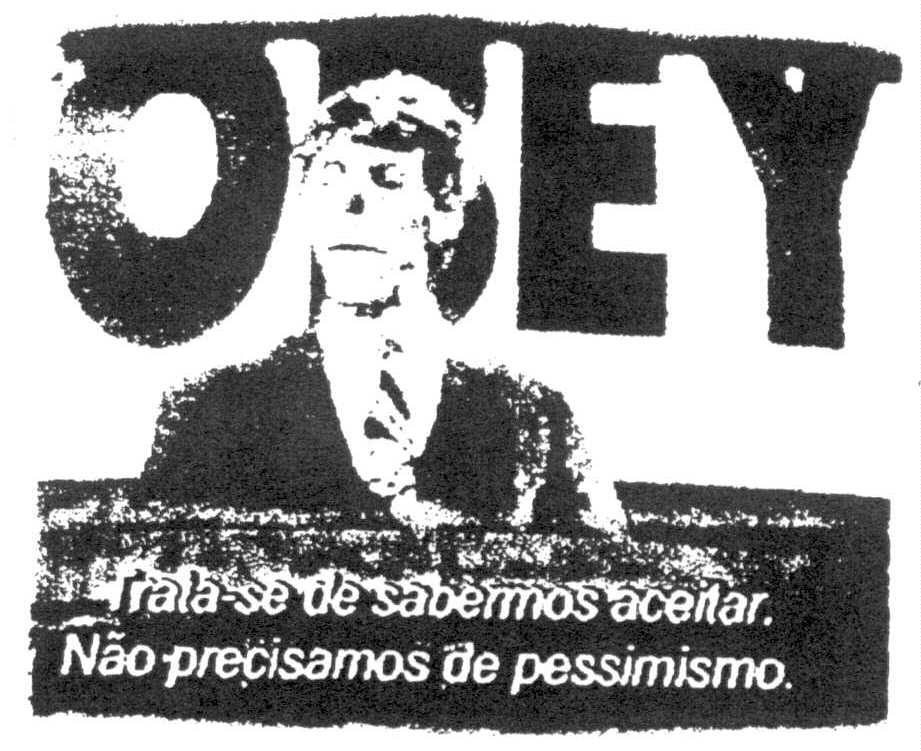 OBEY
Trata-se de sabermos aceitar.
Não precisamos de pessimismo.